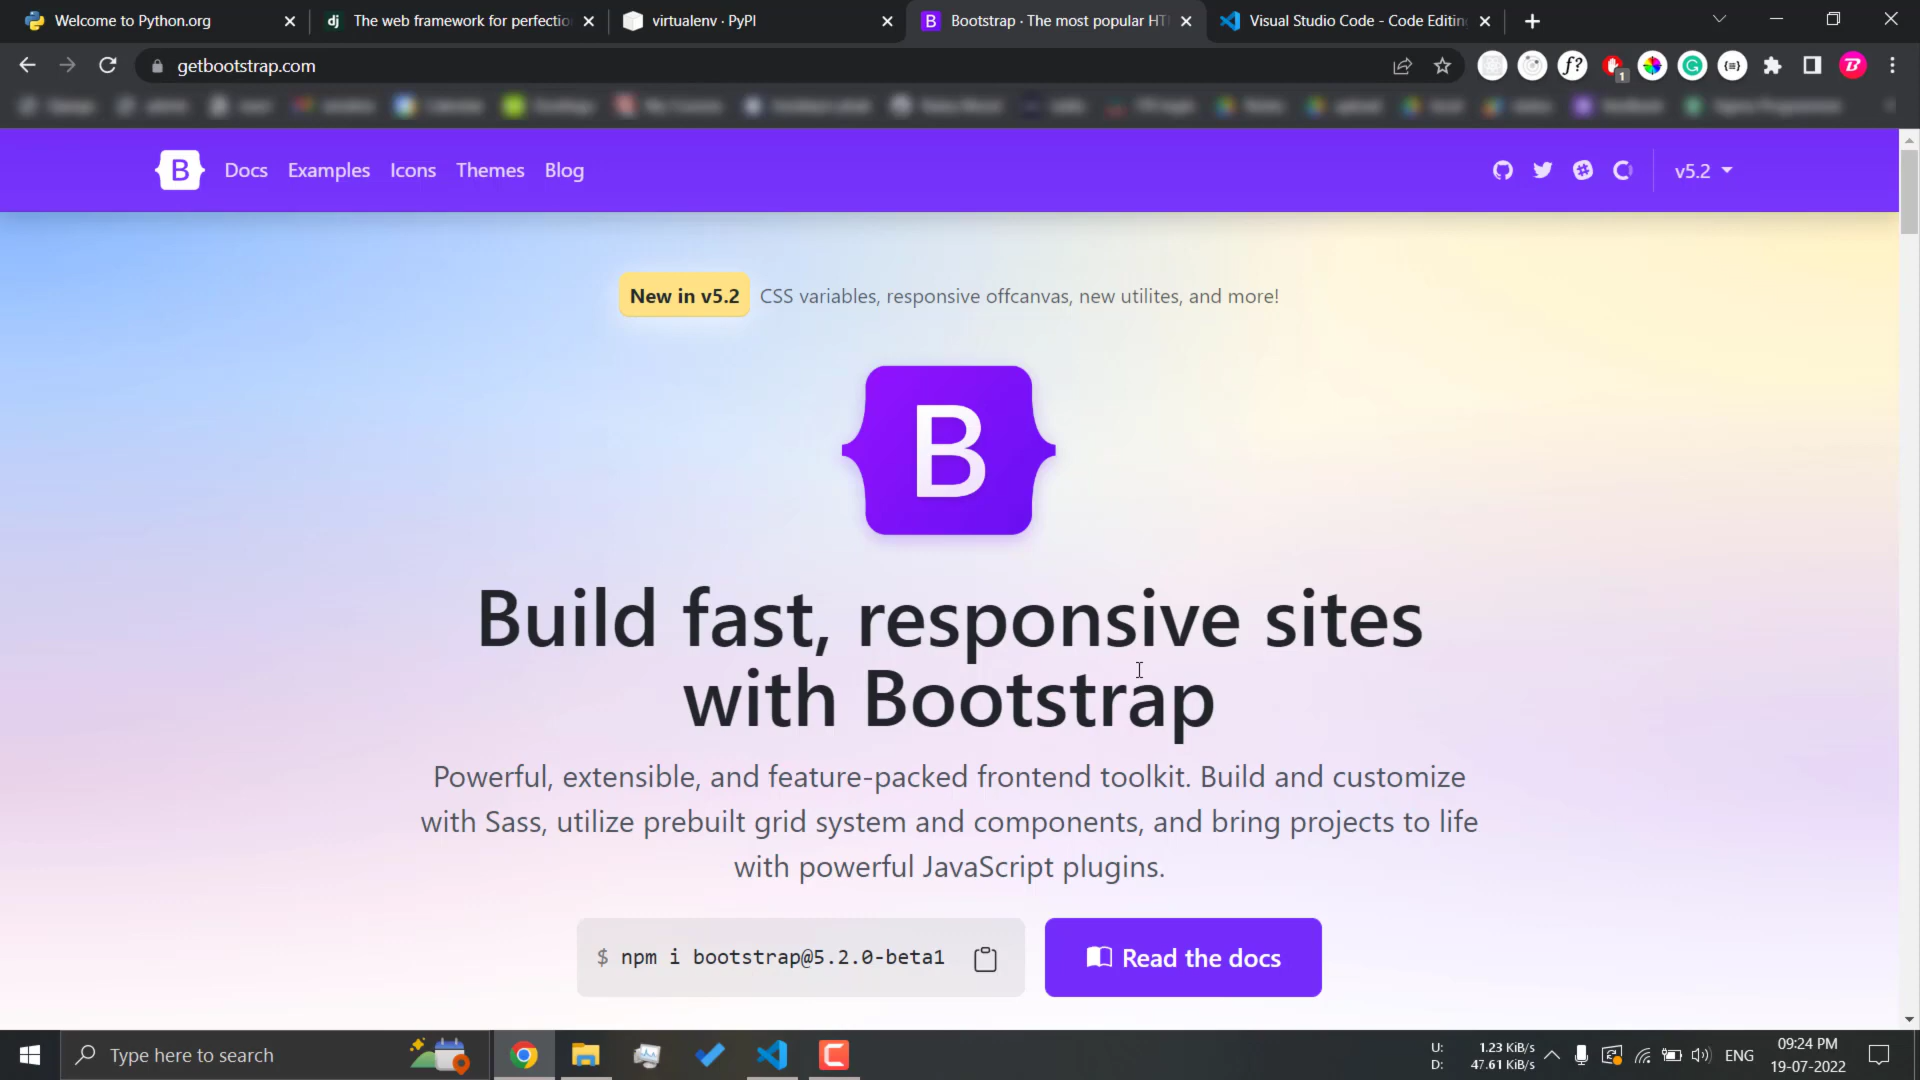 Welcome to Python.org
dj The web framework for perfectio
virtualenv · PyPI
B Bootstrap · The most popular HT
Visual Studio Code - Code Editin
getbootstrap.com
f?
1
G
B
B Docs Examples Icons Themes Blog
v5.2
New in v5.2 CSS variables, responsive offcanvas, new utilites, and more!
B
Build fast, responsive sites
with Bootstrap
Powerful, extensible, and feature-packed frontend toolkit. Build and customize
with Sass, utilize prebuilt grid system and components, and bring projects to life
with powerful JavaScript plugins.
$ npm i bootstrap@5.2.0-beta1
Read the docs
Type here to search
U: 1.23 KiB/s
D: 47.61 KiB/s
ENG
09:24 PM
19-07-2022